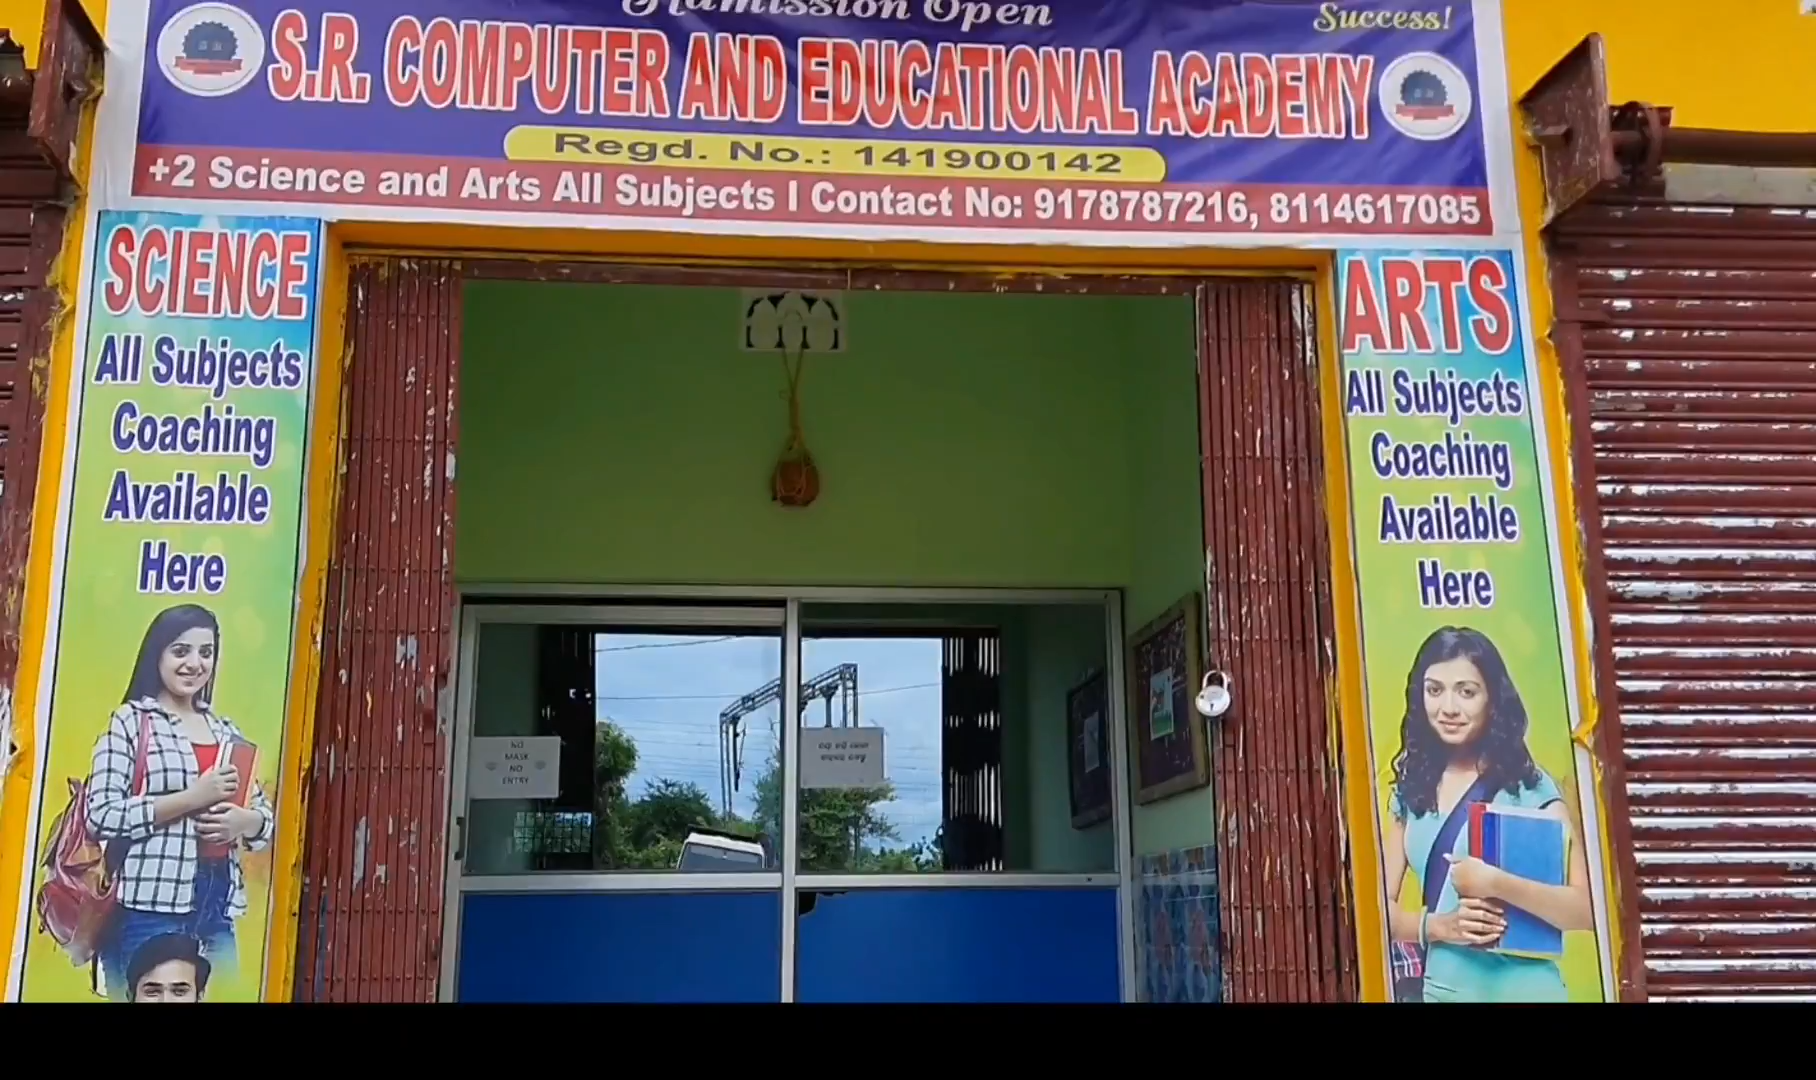 Admission Open
Success!
S.R. COMPUTER AND EDUCATIONAL ACADEMY
Regd. No.: 141900142
+2 Science and Arts All Subjects I Contact No: 9178787216, 8114617085
SCIENCE
All Subjects
Coaching
Available
Here
ARTS
All Subjects
Coaching
Available
Here
NO
MASK
NO
ENTRY